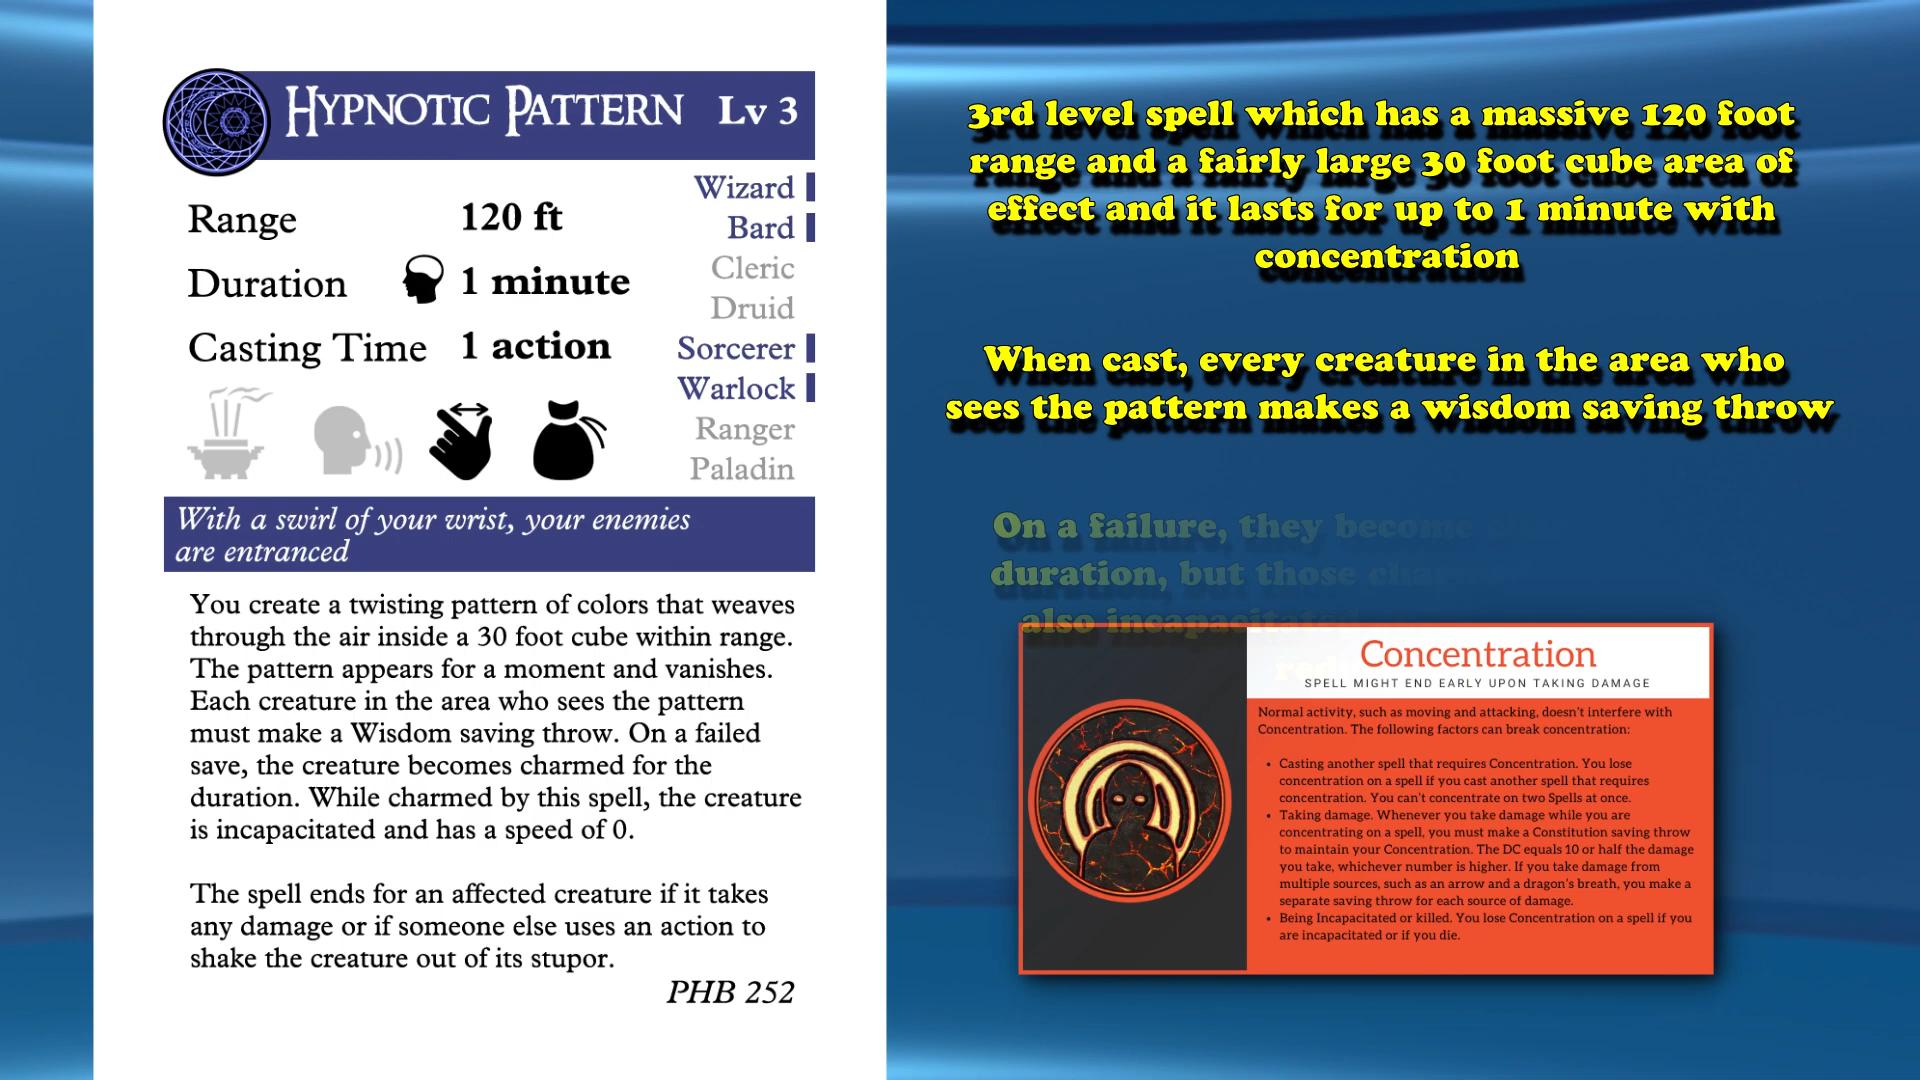 HYPNOTIC PATTERN Lv 3
Wizard
Bard
Cleric
Druid
Sorcerer
Warlock
Ranger
Paladin
Range 120 ft
Duration 1 minute
Casting Time 1 action
With a swirl of your wrist, your enemies
are entranced
You create a twisting pattern of colors that weaves
through the air inside a 30 foot cube within range.
The pattern appears for a moment and vanishes.
Each creature in the area who sees the pattern
must make a Wisdom saving throw. On a failed
save, the creature becomes charmed for the
duration. While charmed by this spell, the creature
is incapacitated and has a speed of 0.
The spell ends for an affected creature if it takes
any damage or if someone else uses an action to
shake the creature out of its stupor.
PHB 252
3rd level spell which has a massive 120 foot
range and a fairly large 30 foot cube area of
effect and it lasts for up to 1 minute with
concentration
When cast, every creature in the area who
sees the pattern makes a wisdom saving throw
On a failure, they become
duration, but those
also incapacitated
Concentration
SPELL MIGHT END EARLY UPON TAKING DAMAGE
Normal activity, such as moving and attacking, doesn't interfere with
Concentration. The following factors can break concentration:
• Casting another spell that requires Concentration. You lose
concentration on a spell if you cast another spell that requires
concentration. You can't concentrate on two Spells at once.
• Taking damage. Whenever you take damage while you are
concentrating on a spell, you must make a Constitution saving throw
to maintain your Concentration. The DC equals 10 or half the damage
you take, whichever number is higher. If you take damage from
multiple sources, such as an arrow and a dragon's breath, you make a
separate saving throw for each source of damage.
• Being Incapacitated or killed. You lose Concentration on a spell if you
are incapacitated or if you die.